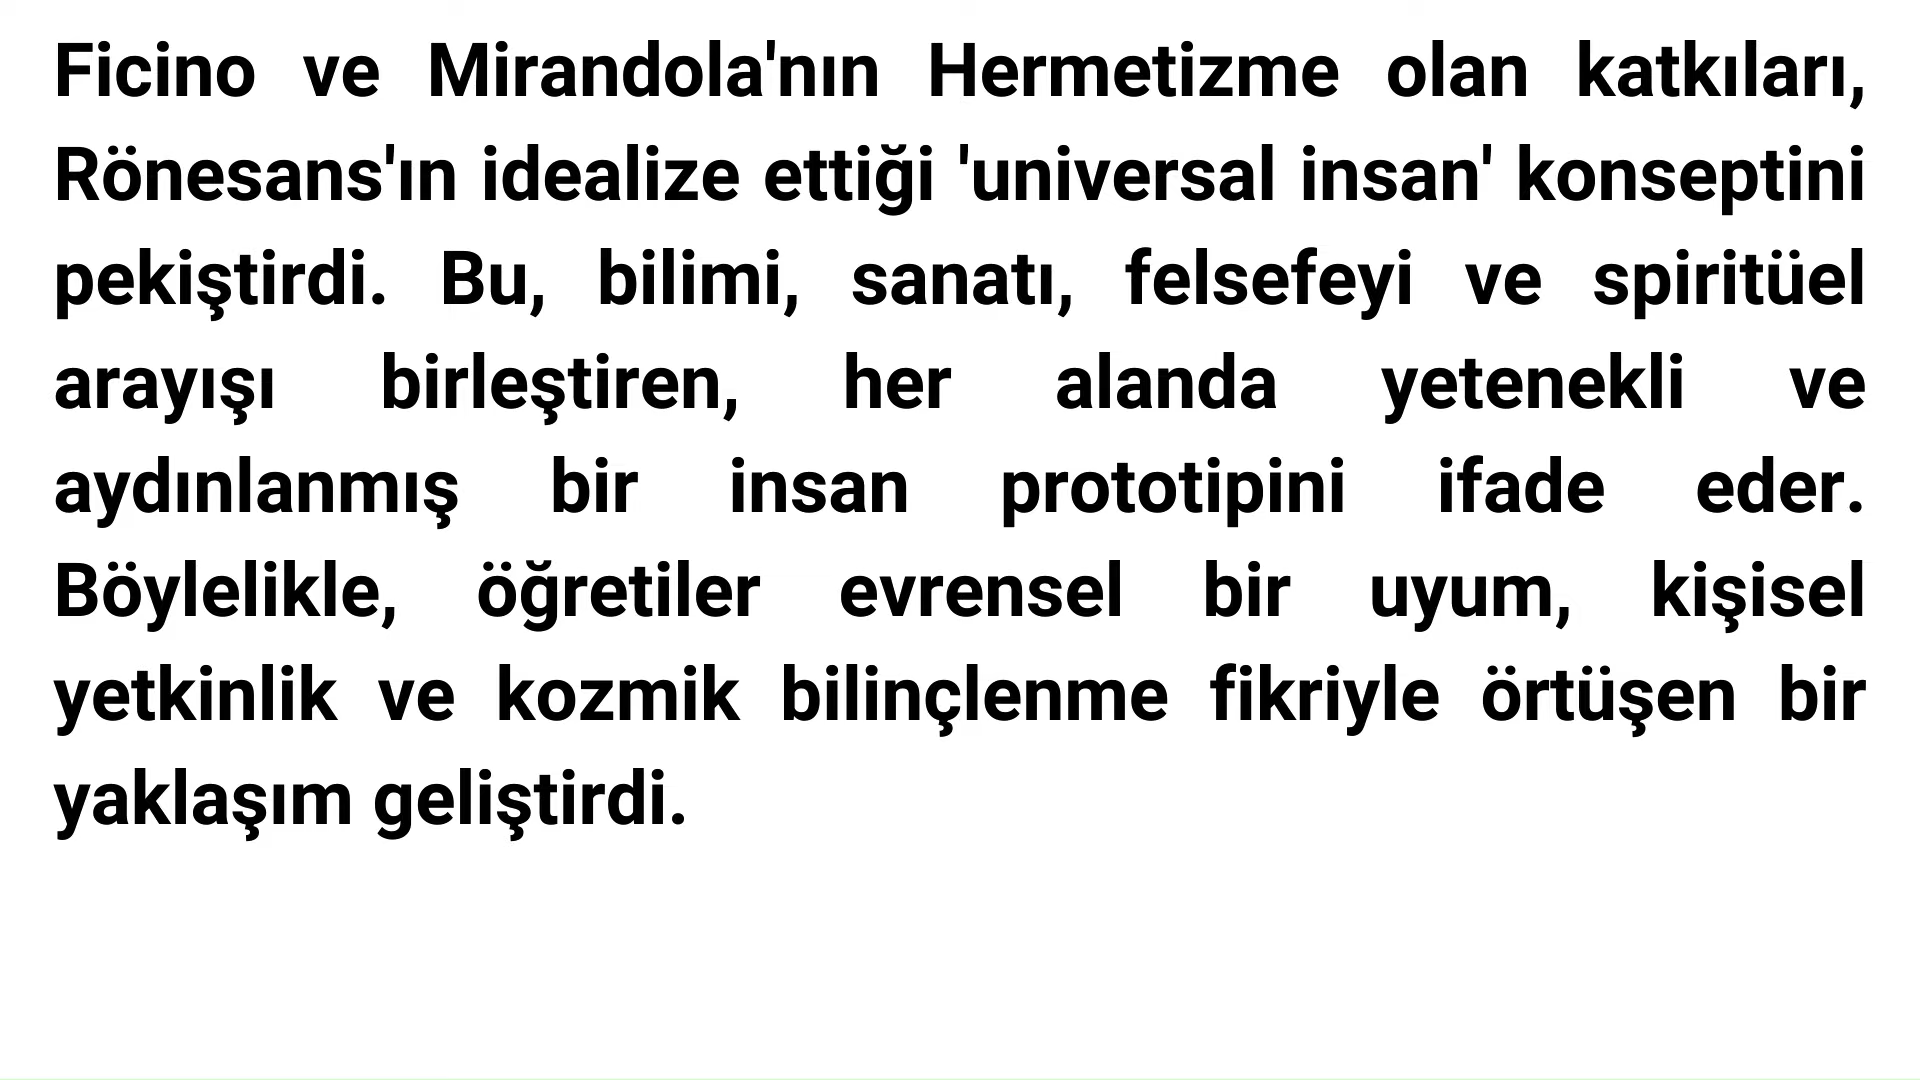 Ficino ve Mirandola'nın Hermetizme olan katkıları,
Rönesans'ın idealize ettiği 'universal insan' konseptini
pekiştirdi. Bu, bilimi, sanatı, felsefeyi ve spiritüel
arayışı birleştiren, her alanda yetenekli ve
aydınlanmış bir insan prototipini ifade eder.
Böylelikle, öğretiler evrensel bir uyum, kişisel
yetkinlik ve kozmik bilinçlenme fikriyle örtüşen bir
yaklaşım geliştirdi.